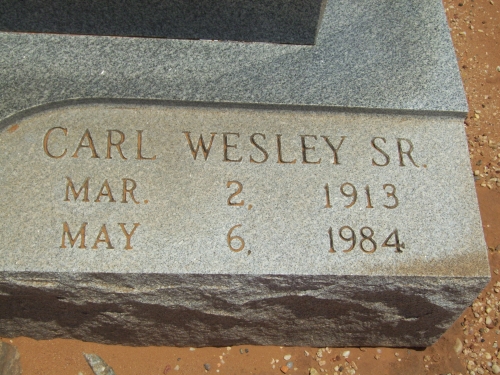 CARL WESLEY SR.
MAR. 2, 1913
MAY 6, 1984